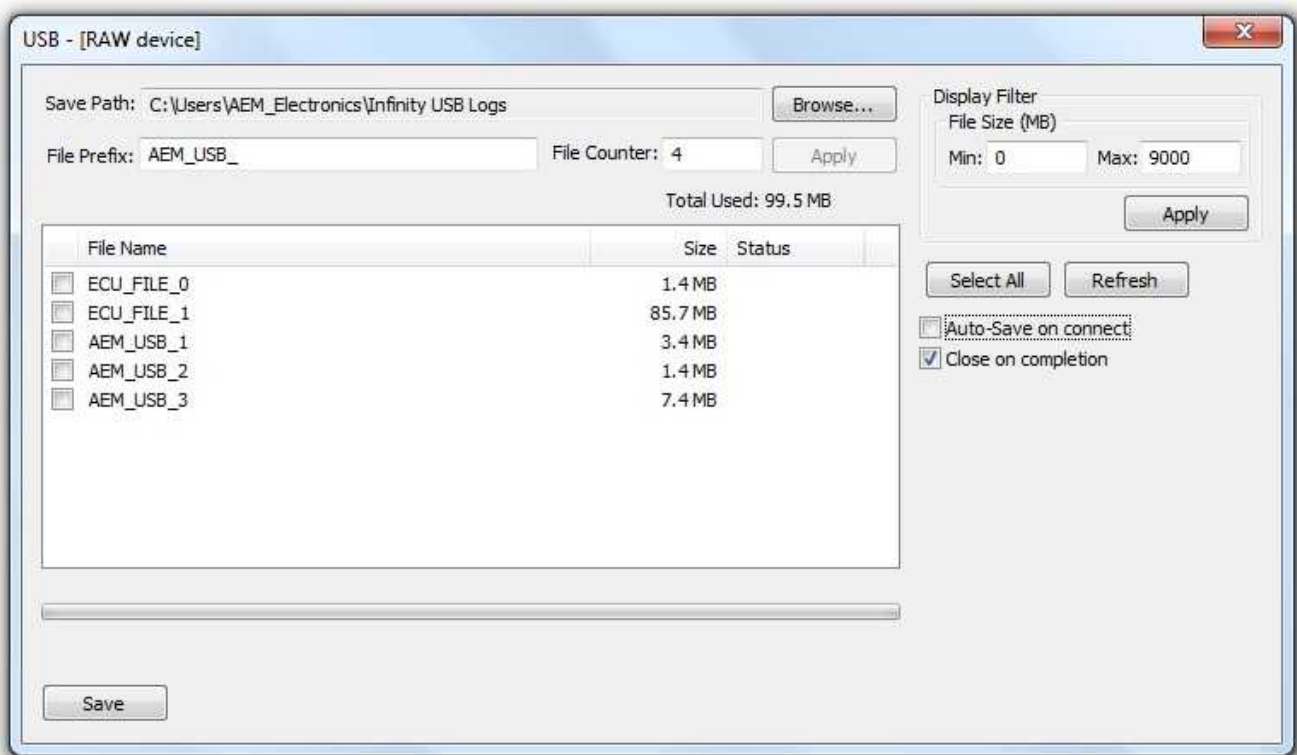 USB - [RAW device]
Save Path: C:\Users\AEM_Electronics\Infinity USB Logs Browse...
File Prefix: AEM_USB_ File Counter: 4 Apply
Total Used: 99.5 MB
File Name Size Status
ECU_FILE_0 1.4 MB
ECU_FILE_1 85.7 MB
AEM_USB_1 3.4 MB
AEM_USB_2 1.4 MB
AEM_USB_3 7.4 MB
Save
Display Filter
File Size (MB)
Min: 0 Max: 9000
Apply
Select All Refresh
Auto-Save on connect
Close on completion